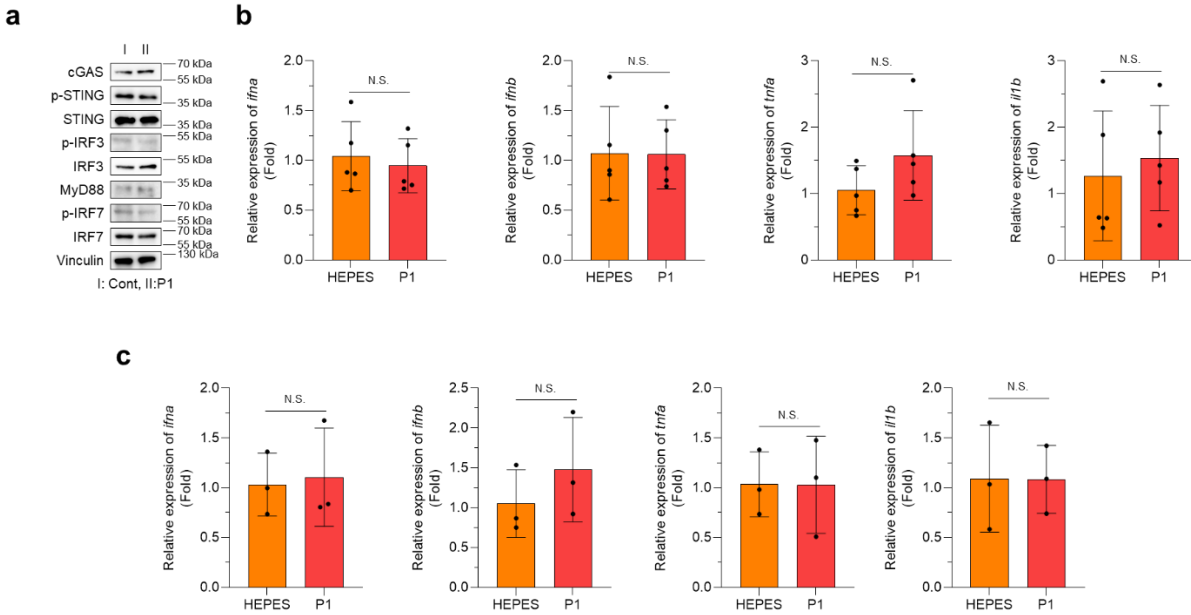 a
I II
cGAS
70 kDa
55 kDa
p-STING
35 kDa
STING
35 kDa
p-IRF3
55 kDa
IRF3
55 kDa
MyD88
35 kDa
p-IRF7
70 kDa
55 kDa
IRF7
70 kDa
55 kDa
Vinculin
130 kDa
I: Cont, II:P1
b
Relative expression of ifna
(Fold)
2.0
1.5
1.0
0.5
0.0
N.S.
HEPES P1
Relative expression of ifnb
(Fold)
2.0
1.5
1.0
0.5
0.0
N.S.
HEPES P1
Relative expression of tnfa
(Fold)
3
2
1
0
N.S.
HEPES P1
Relative expression of il1b
(Fold)
3
2
1
0
N.S.
HEPES P1
c
Relative expression of ifna
(Fold)
2.0
1.5
1.0
0.5
0.0
N.S.
HEPES P1
Relative expression of ifnb
(Fold)
2.5
2.0
1.5
1.0
0.5
0.0
N.S.
HEPES P1
Relative expression of tnfa
(Fold)
2.0
1.5
1.0
0.5
0.0
N.S.
HEPES P1
Relative expression of il1b
(Fold)
2.0
1.5
1.0
0.5
0.0
N.S.
HEPES P1